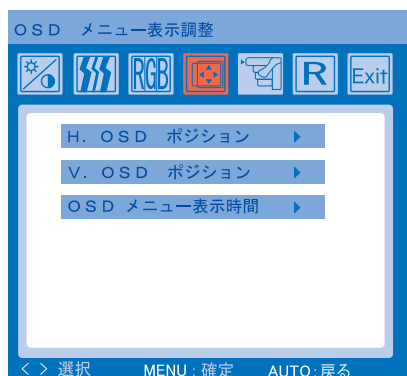 OSD メニュー表示調整
RGB R Exit
H. OSD ポジション
V. OSD ポジション
OSD メニュー表示時間
< > 選択 MENU : 確定 AUTO : 戻る